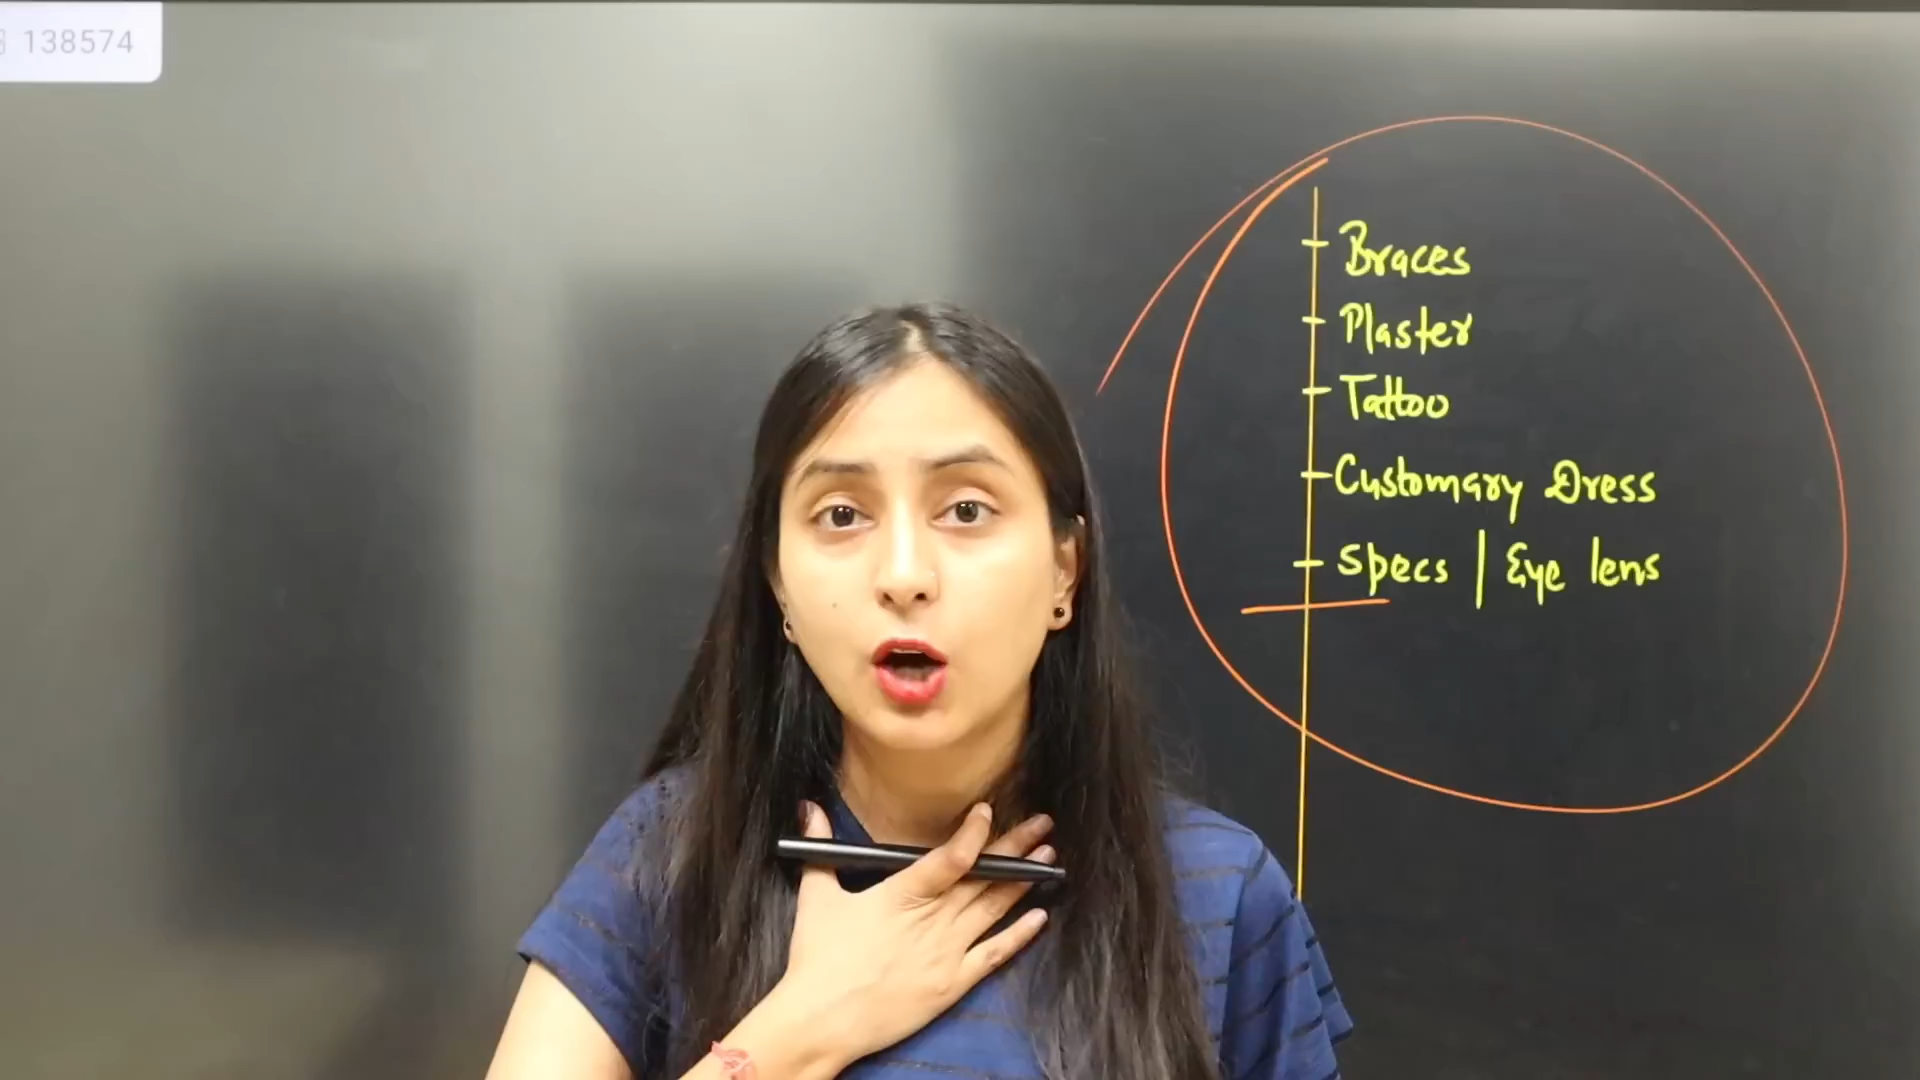 138574
Braces
Plaster
Tattoo
Customary Dress
Specs | Eye lens